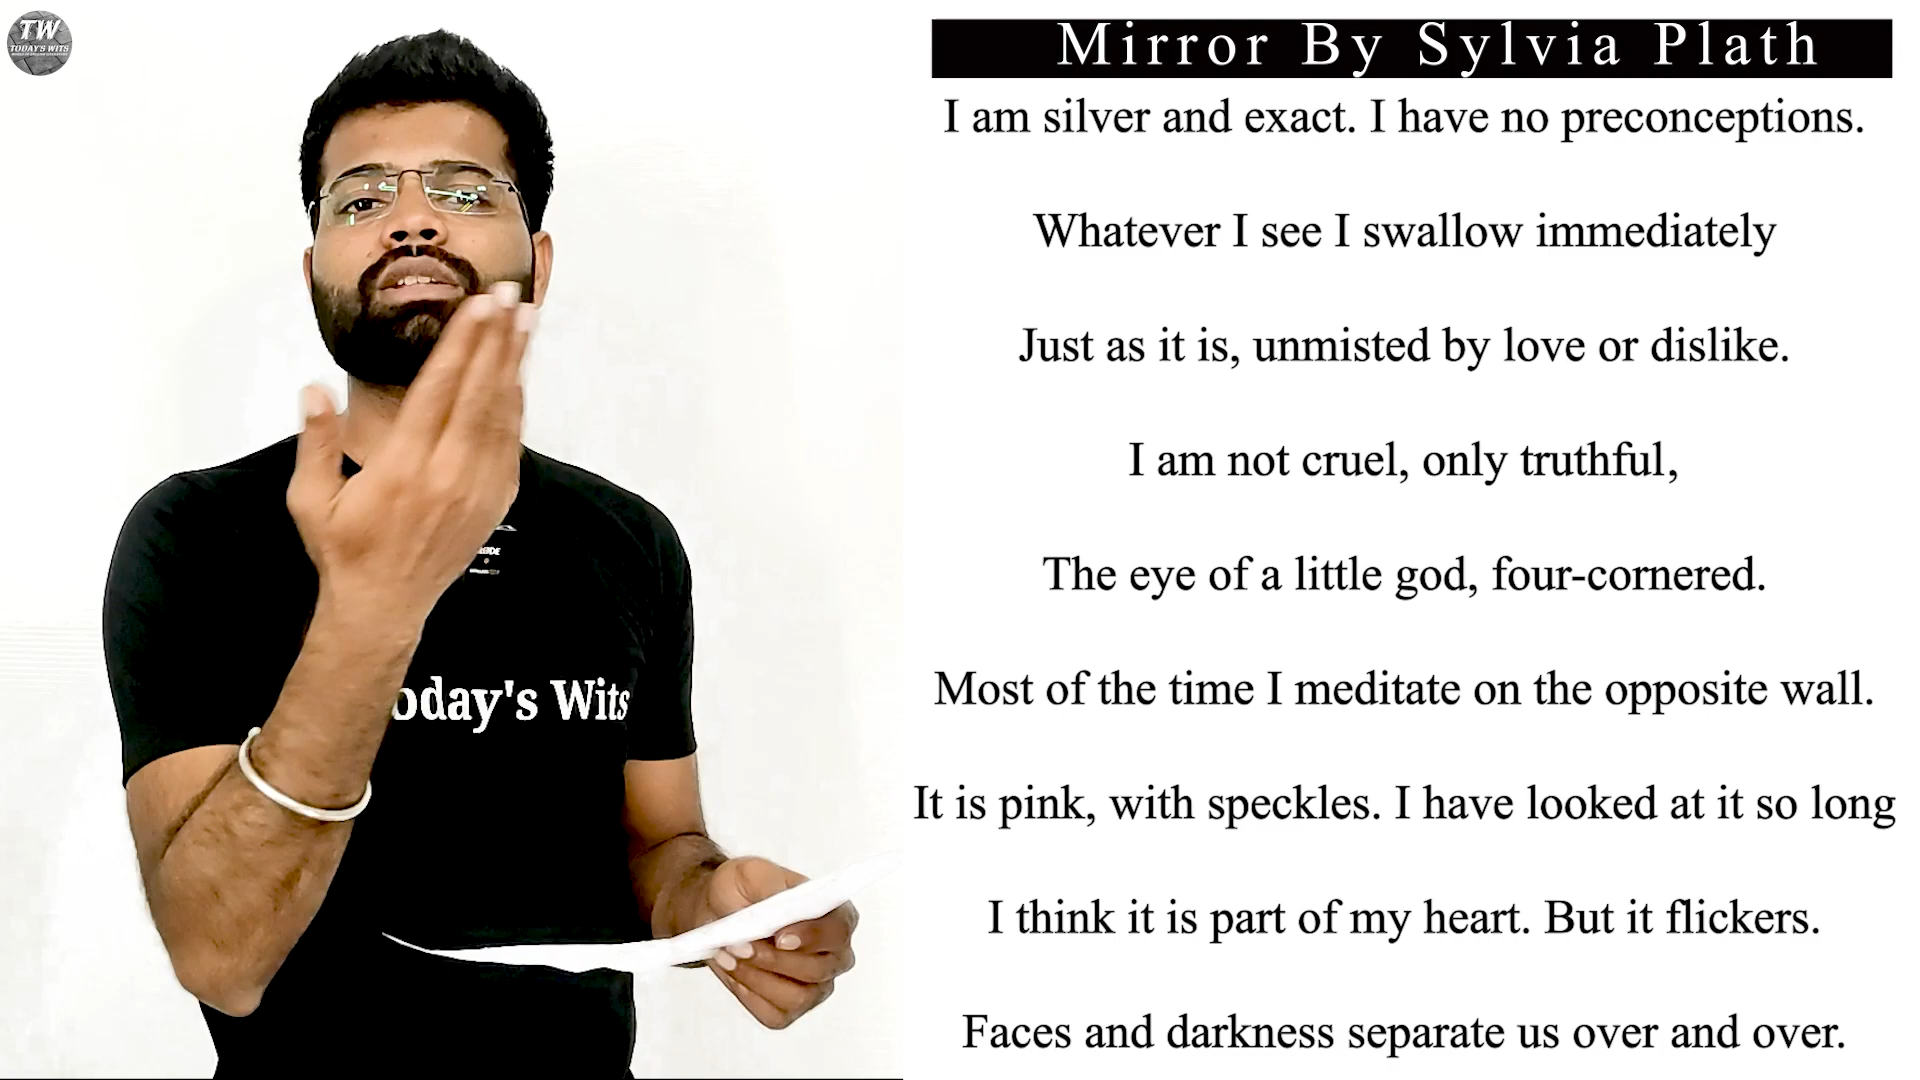 TW
TODAY'S WITS
Mirror By Sylvia Plath
I am silver and exact. I have no preconceptions.
Whatever I see I swallow immediately
Just as it is, unmisted by love or dislike.
I am not cruel, only truthful,
The eye of a little god, four-cornered.
Most of the time I meditate on the opposite wall.
It is pink, with speckles. I have looked at it so long
I think it is part of my heart. But it flickers.
Faces and darkness separate us over and over.
oday's Wits